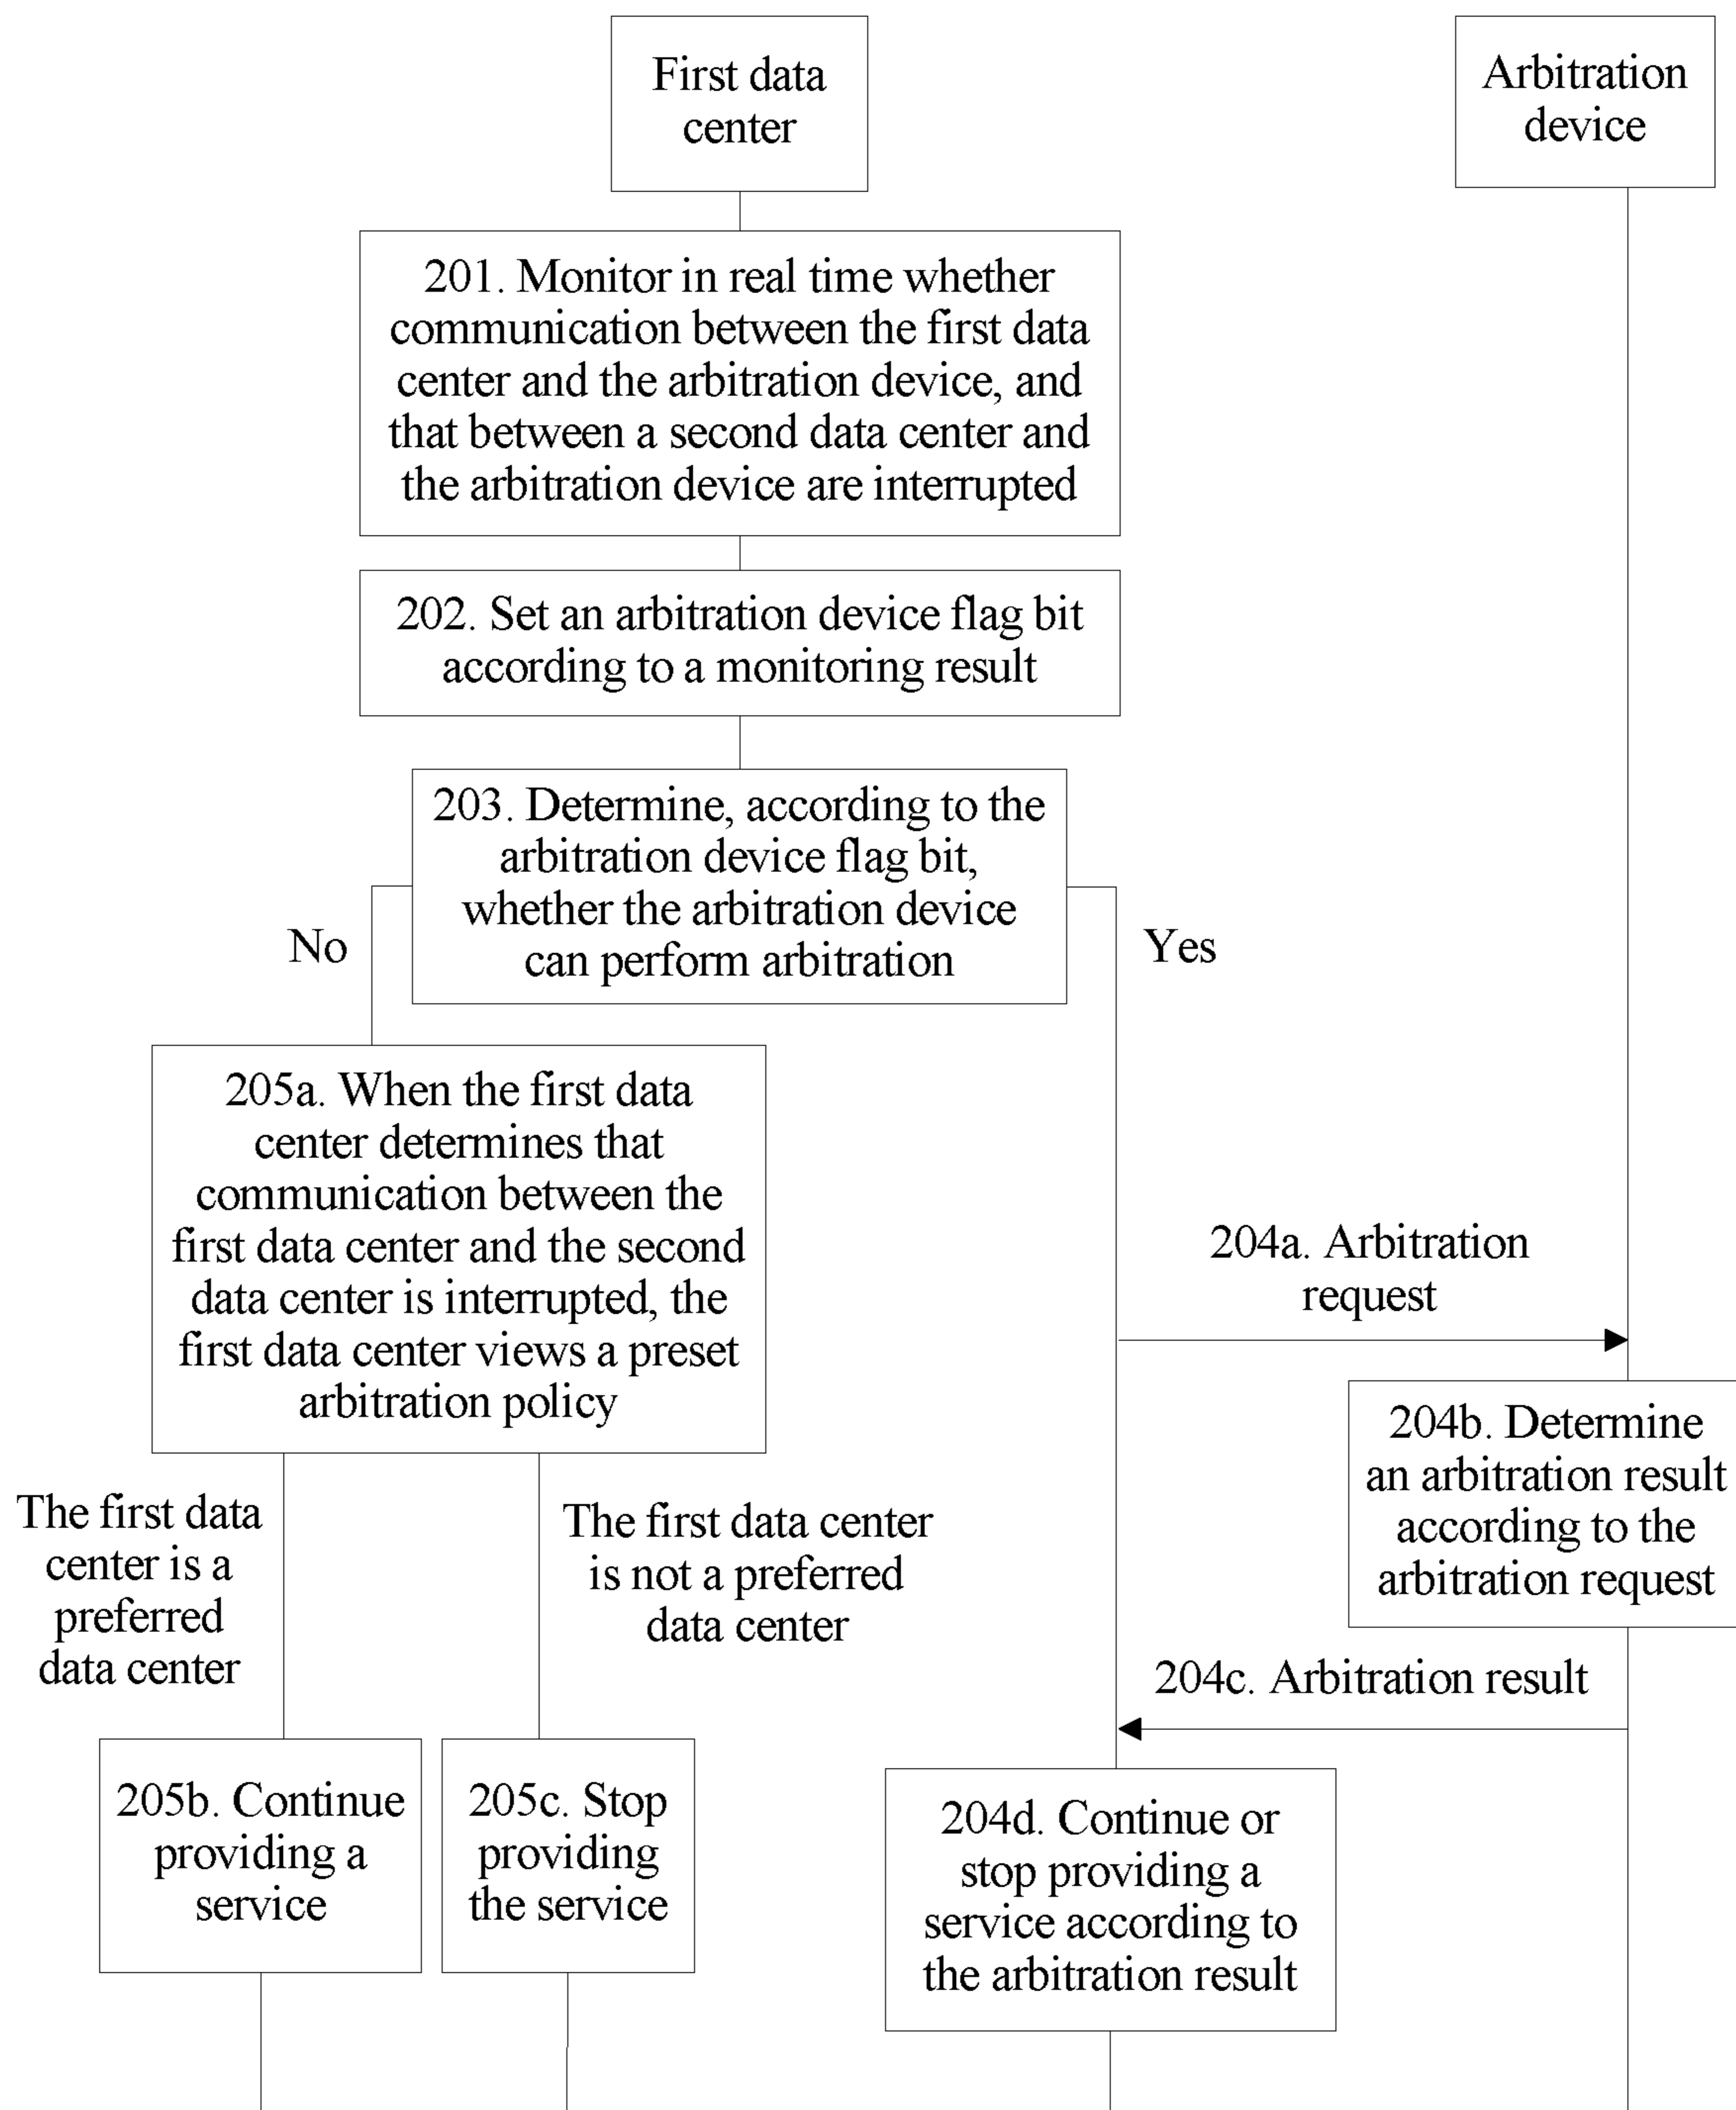 First data
center
Arbitration
device
201. Monitor in real time whether
communication between the first data
center and the arbitration device, and
that between a second data center and
the arbitration device are interrupted
202. Set an arbitration device flag bit
according to a monitoring result
203. Determine, according to the
arbitration device flag bit,
whether the arbitration device
can perform arbitration
No
Yes
205a. When the first data
center determines that
communication between the
first data center and the second
data center is interrupted, the
first data center views a preset
arbitration policy
204a. Arbitration
request
204b. Determine
an arbitration result
according to the
arbitration request
The first data
center is a
preferred
data center
The first data center
is not a preferred
data center
204c. Arbitration result
205b. Continue
providing a
service
205c. Stop
providing
the service
204d. Continue or
stop providing a
service according to
the arbitration result